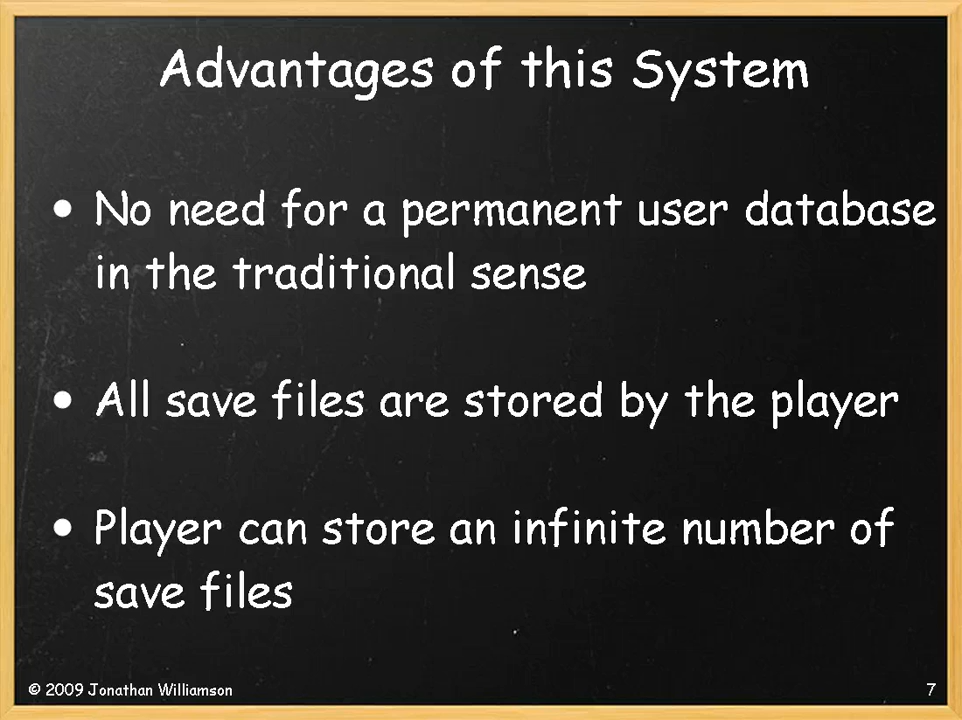 Advantages of this System
• No need for a permanent user database
in the traditional sense
• All save files are stored by the player
• Player can store an infinite number of
save files
© 2009 Jonathan Williamson
7